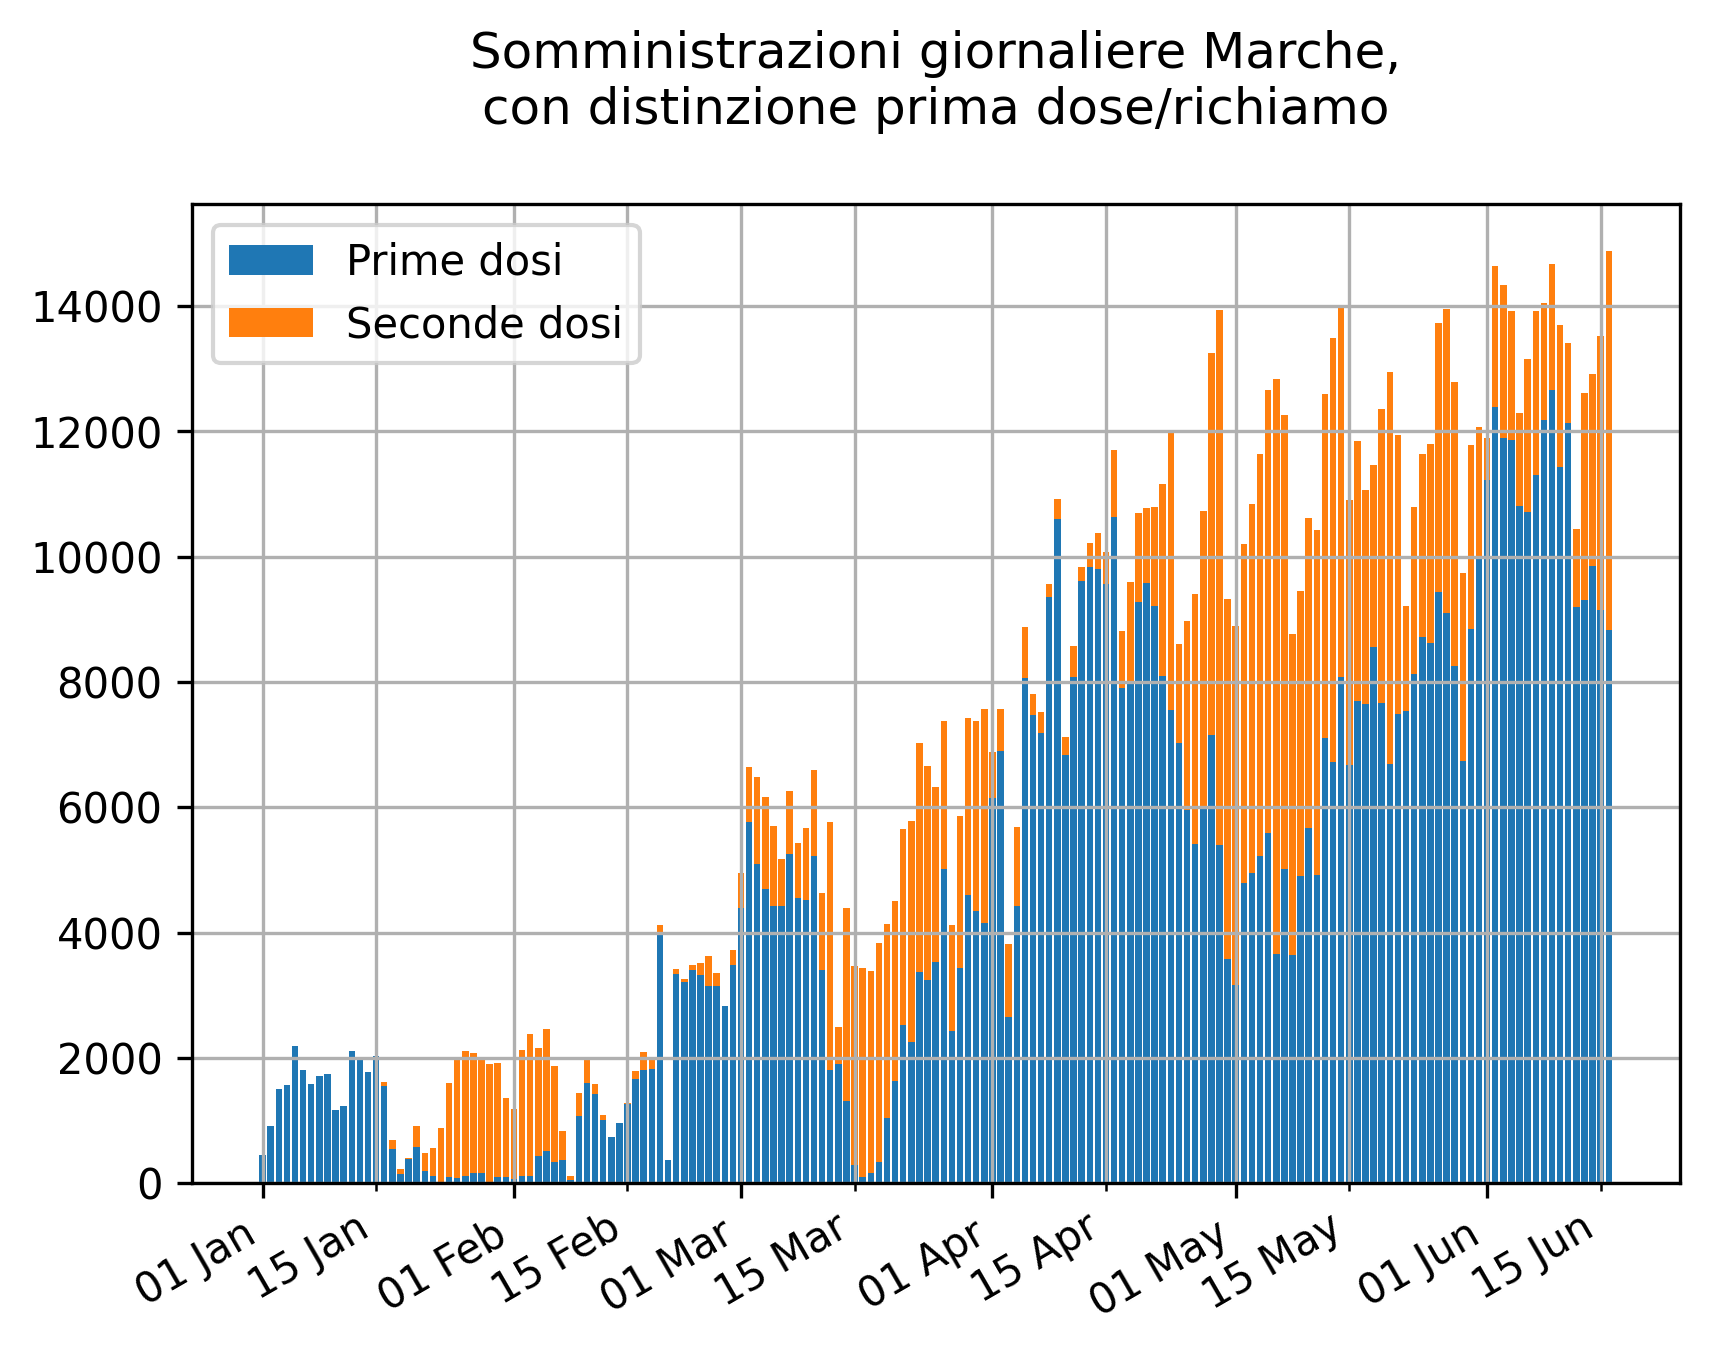 Somministrazioni giornaliere Marche,
con distinzione prima dose/richiamo
Prime dosi
Seconde dosi
14000
12000
10000
8000
6000
4000
2000
0
01 Jan
15 Jan
01 Feb
15 Feb
01 Mar
15 Mar
01 Apr
15 Apr
01 May
15 May
01 Jun
15 Jun